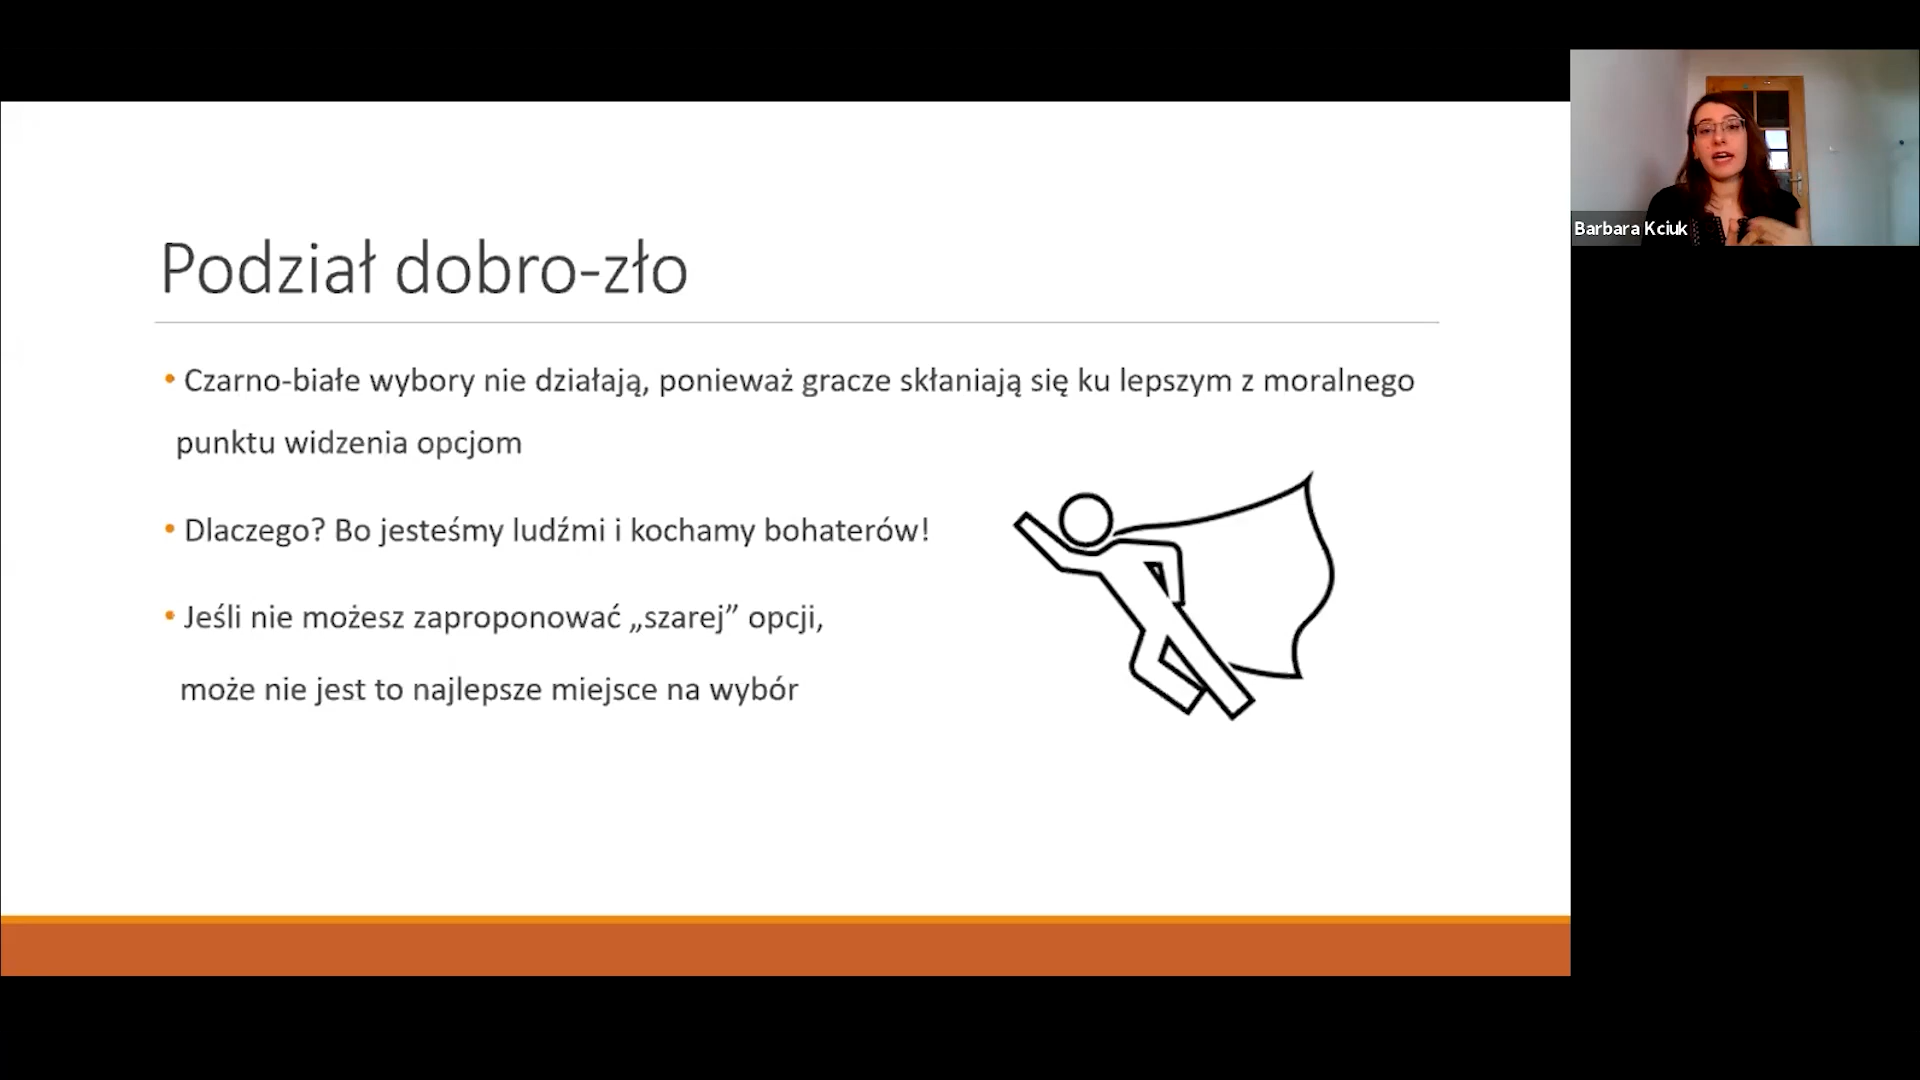 Podział dobro-zło
• Czarno-białe wybory nie działają, ponieważ gracze skłaniają się ku lepszym z moralnego
punktu widzenia opcjom
• Dlaczego? Bo jesteśmy ludźmi i kochamy bohaterów!
• Jeśli nie możesz zaproponować „szarej” opcji,
może nie jest to najlepsze miejsce na wybór
Barbara Kciuk